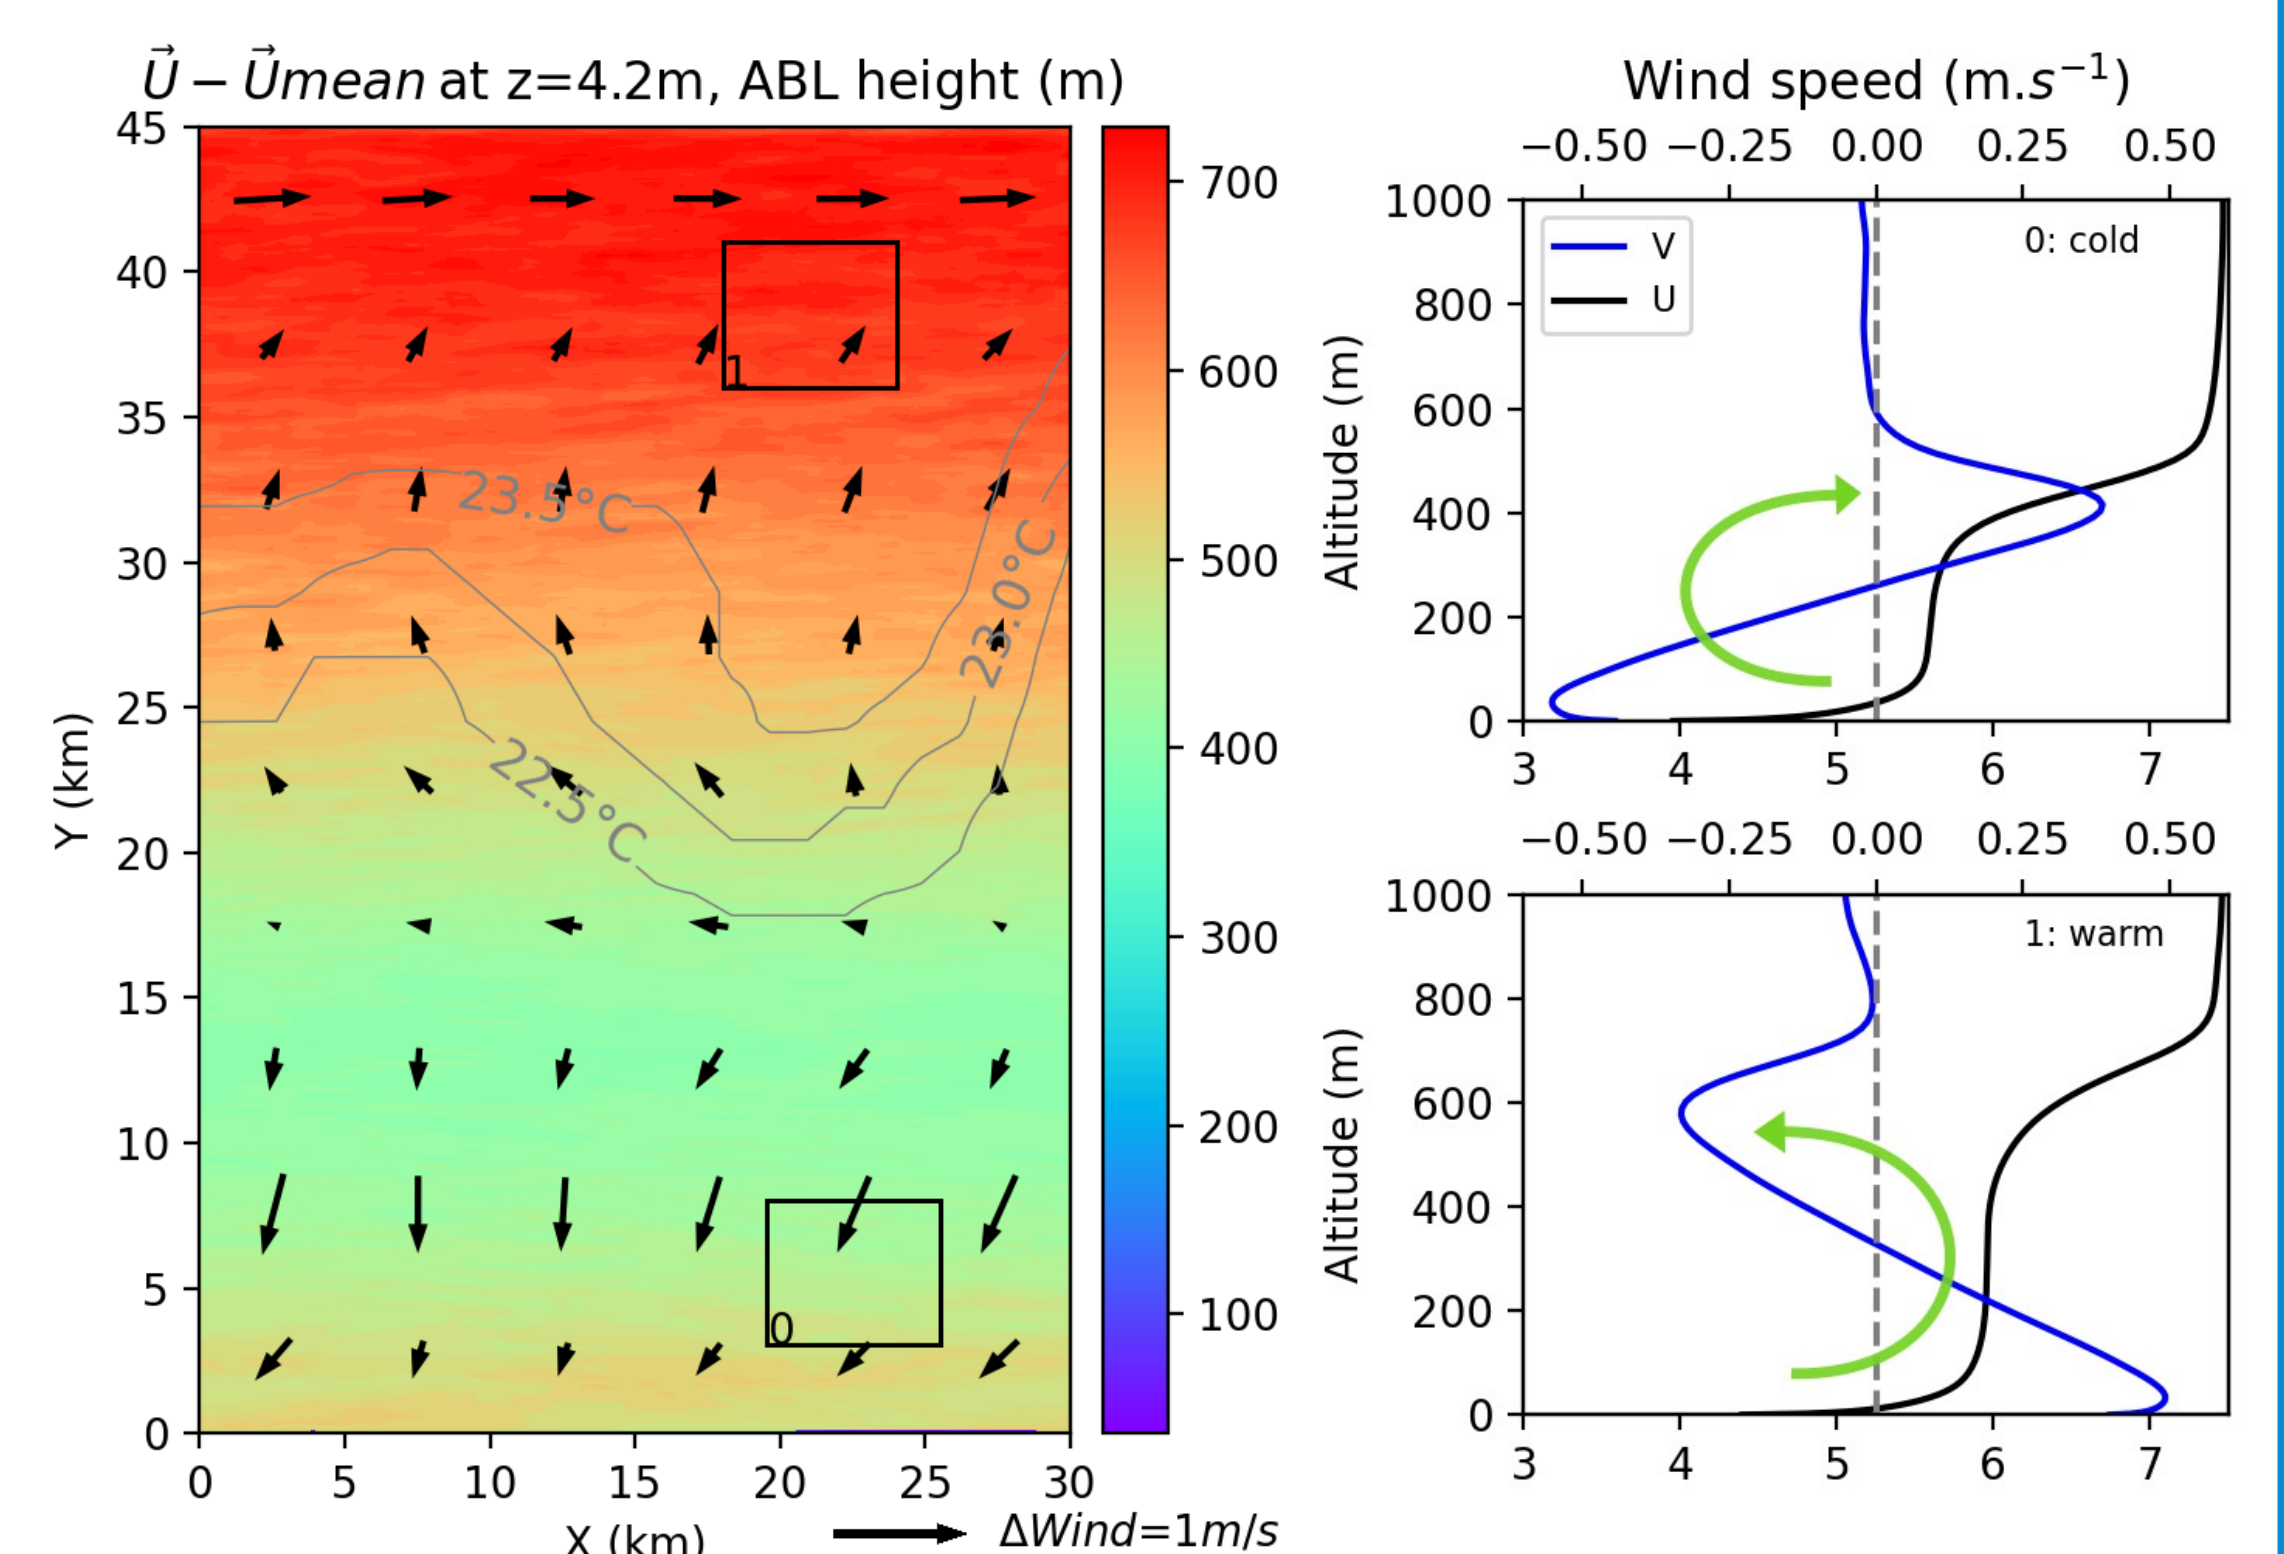 U⃗ − U⃗mean at z=4.2m, ABL height (m)
45
40
35
30
25
20
15
10
5
0
Y (km)
0 5 10 15 20 25 30
X (km)
23.5°C
23.0°C
22.5°C
1
0
ΔWind=1m/s
700
600
500
400
300
200
100
Wind speed (m.s⁻¹)
−0.50 −0.25 0.00 0.25 0.50
1000
800
600
400
200
0
Altitude (m)
V
U
0: cold
3 4 5 6 7
−0.50 −0.25 0.00 0.25 0.50
1000
800
600
400
200
0
Altitude (m)
1: warm
3 4 5 6 7